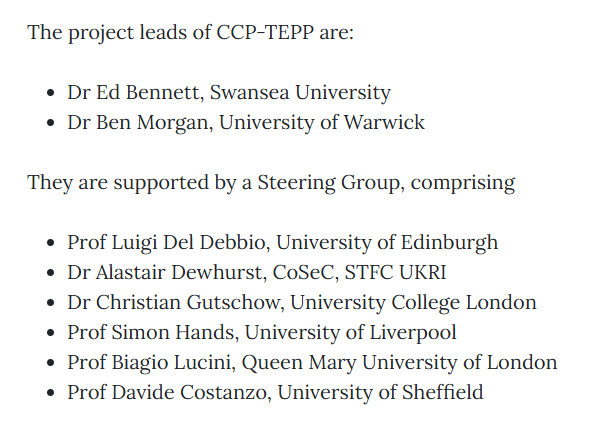 The project leads of CCP-TEPP are:
• Dr Ed Bennett, Swansea University
• Dr Ben Morgan, University of Warwick
They are supported by a Steering Group, comprising
• Prof Luigi Del Debbio, University of Edinburgh
• Dr Alastair Dewhurst, CoSeC, STFC UKRI
• Dr Christian Gutschow, University College London
• Prof Simon Hands, University of Liverpool
• Prof Biagio Lucini, Queen Mary University of London
• Prof Davide Costanzo, University of Sheffield